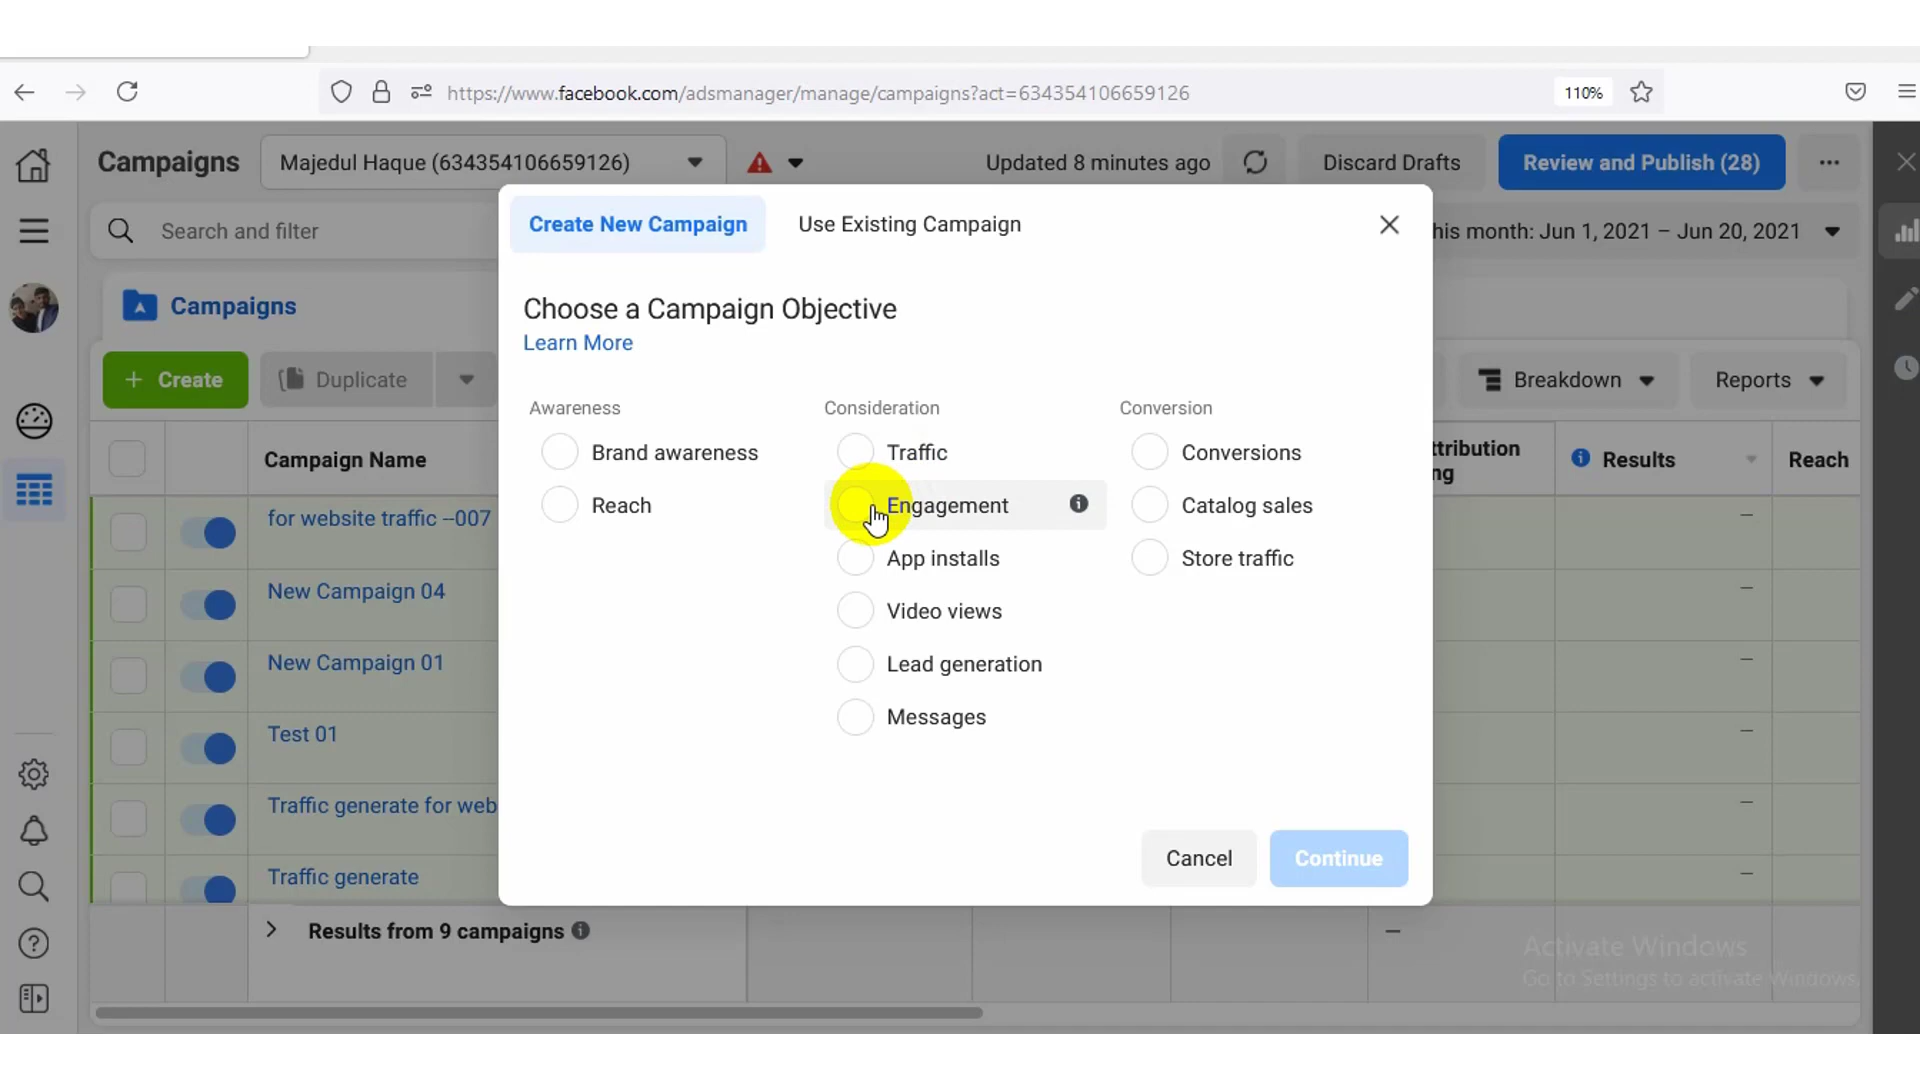 https://www.facebook.com/adsmanager/manage/campaigns?act=634354106659126
110%
Campaigns
Majedul Haque (634354106659126)
Updated 8 minutes ago
Discard Drafts
Review and Publish (28)
Search and filter
Create New Campaign
Use Existing Campaign
his month: Jun 1, 2021 – Jun 20, 2021
Campaigns
Choose a Campaign Objective
Learn More
+ Create
Duplicate
Breakdown
Reports
Awareness
Consideration
Conversion
Campaign Name
ttribution
ng
Results
Reach
Brand awareness
Traffic
Conversions
Reach
Engagement
Catalog sales
App installs
Store traffic
Video views
Lead generation
Messages
for website traffic --007
New Campaign 04
New Campaign 01
Test 01
Traffic generate for web
Traffic generate
Cancel
Continue
Results from 9 campaigns
Activate Windows
Go to Settings to activate Windows.